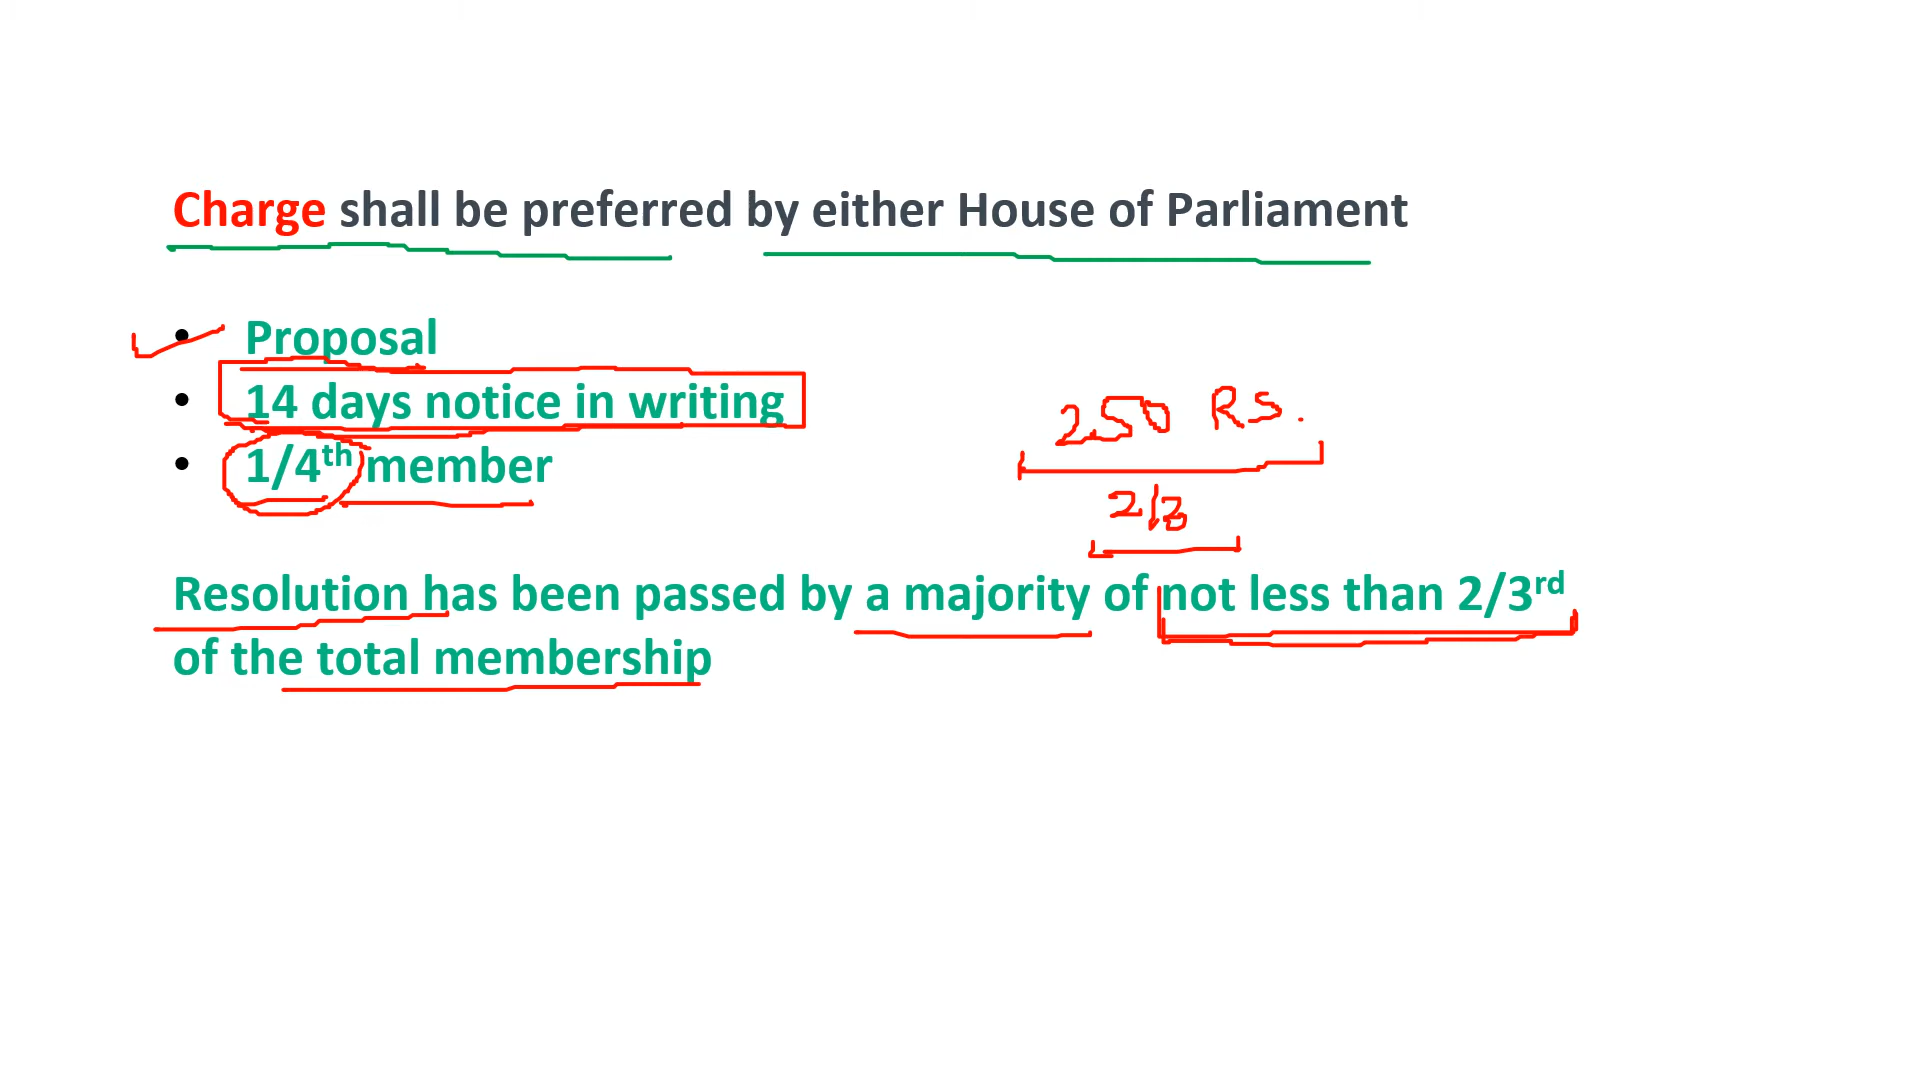 Charge shall be preferred by either House of Parliament
• Proposal
• 14 days notice in writing
• 1/4th member
250 RS.
2/3
Resolution has been passed by a majority of not less than 2/3rd
of the total membership